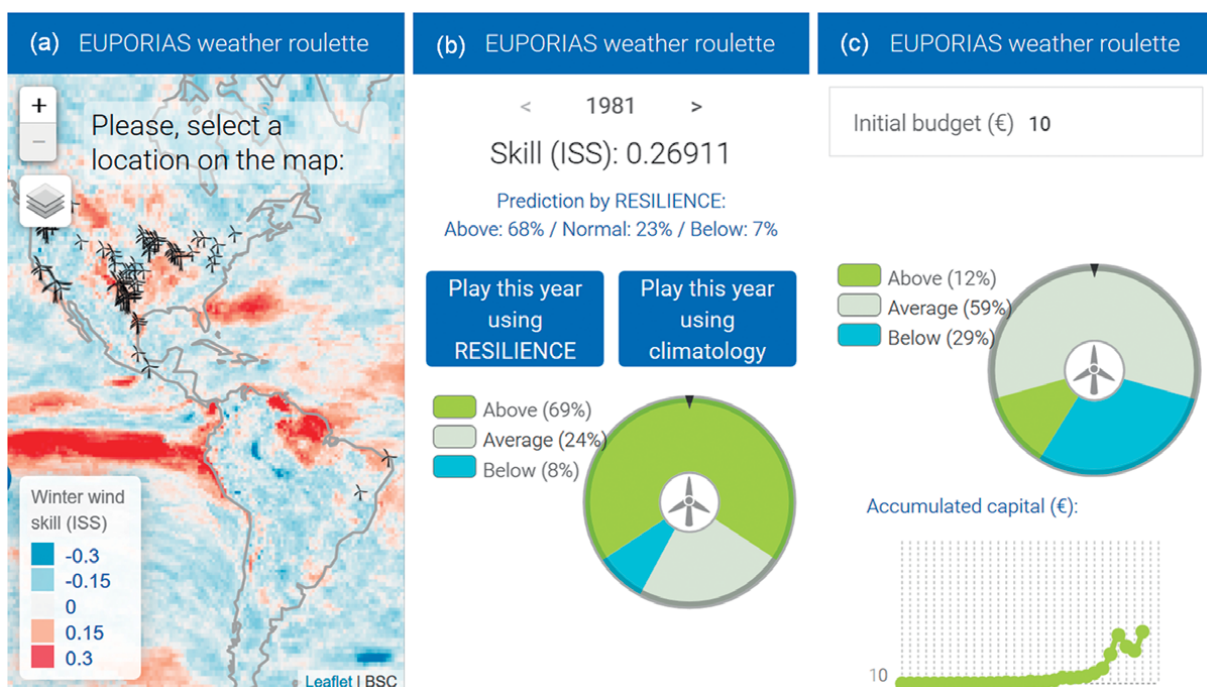 (a) EUPORIAS weather roulette
+
−
Please, select a
location on the map:
Winter wind
skill (ISS)
-0.3
-0.15
0
0.15
0.3
Leaflet | BSC
(b) EUPORIAS weather roulette
< 1981 >
Skill (ISS): 0.26911
Prediction by RESILIENCE:
Above: 68% / Normal: 23% / Below: 7%
Play this year
using
RESILIENCE
Play this year
using
climatology
Above (69%)
Average (24%)
Below (8%)
(c) EUPORIAS weather roulette
Initial budget (€) 10
Above (12%)
Average (59%)
Below (29%)
Accumulated capital (€):
10